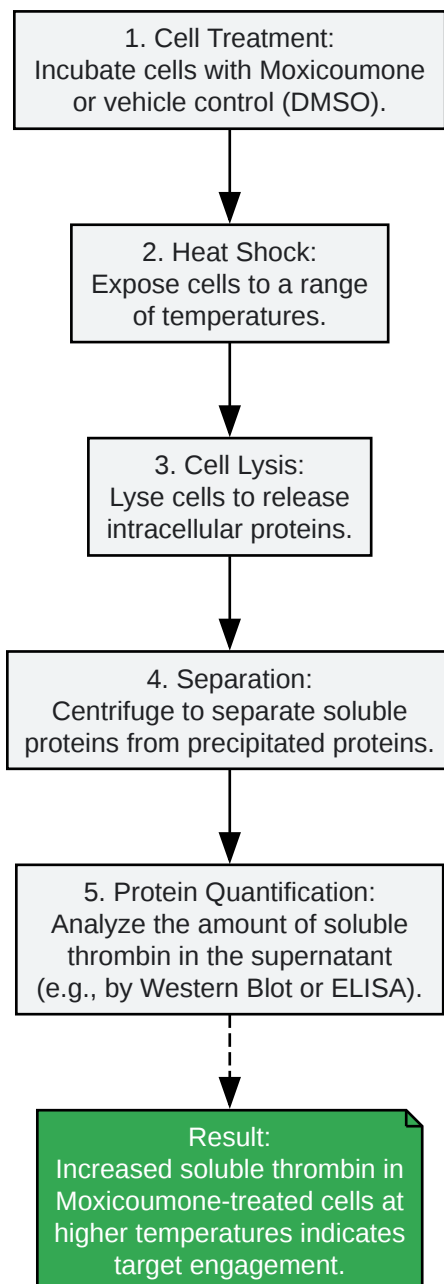 1. Cell Treatment:
Incubate cells with Moxicoumone
or vehicle control (DMSO).
2. Heat Shock:
Expose cells to a range
of temperatures.
3. Cell Lysis:
Lyse cells to release
intracellular proteins.
4. Separation:
Centrifuge to separate soluble
proteins from precipitated proteins.
5. Protein Quantification:
Analyze the amount of soluble
thrombin in the supernatant
(e.g., by Western Blot or ELISA).
Result:
Increased soluble thrombin in
Moxicoumone-treated cells at
higher temperatures indicates
target engagement.